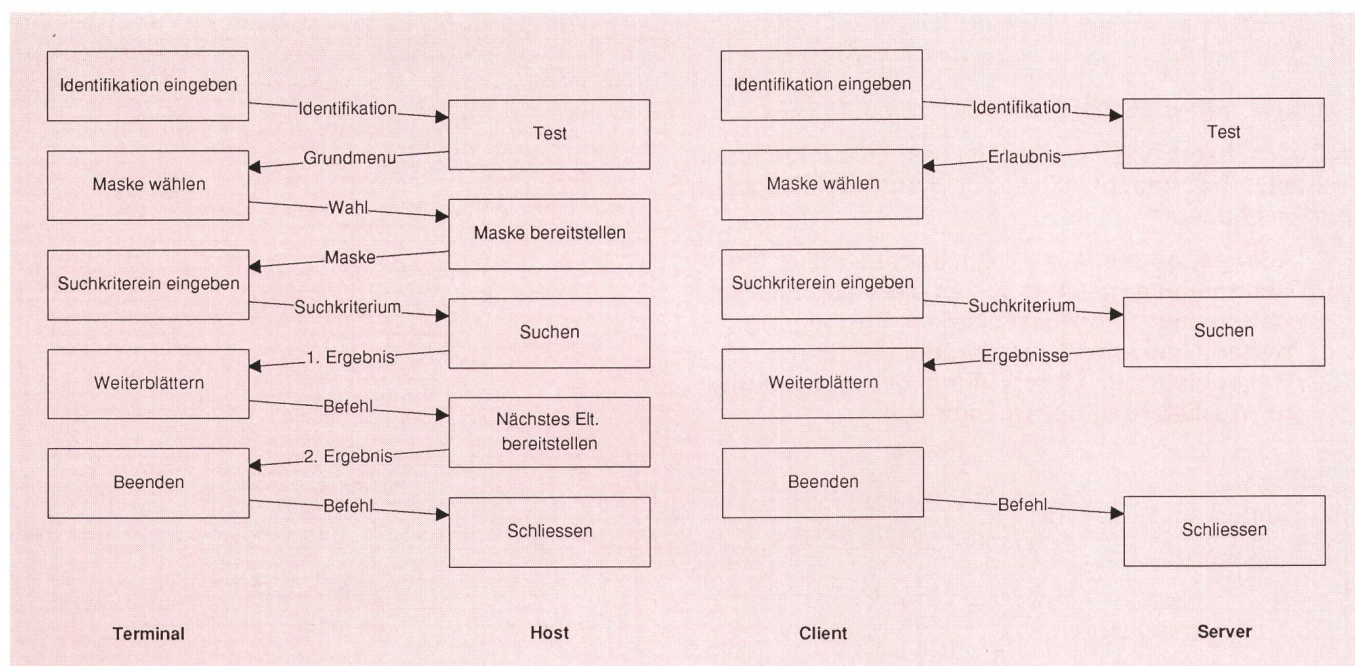 Identifikation eingeben
Identifikation
Test
Grundmenu
Maske wählen
Wahl
Maske bereitstellen
Maske
Suchkriterein eingeben
Suchkriterium
Suchen
1. Ergebnis
Weiterblättern
Befehl
Nächstes Elt.
bereitstellen
2. Ergebnis
Beenden
Befehl
Schliessen
Terminal
Host
Identifikation eingeben
Identifikation
Test
Erlaubnis
Maske wählen
Suchkriterein eingeben
Suchkriterium
Suchen
Ergebnisse
Weiterblättern
Beenden
Befehl
Schliessen
Client
Server